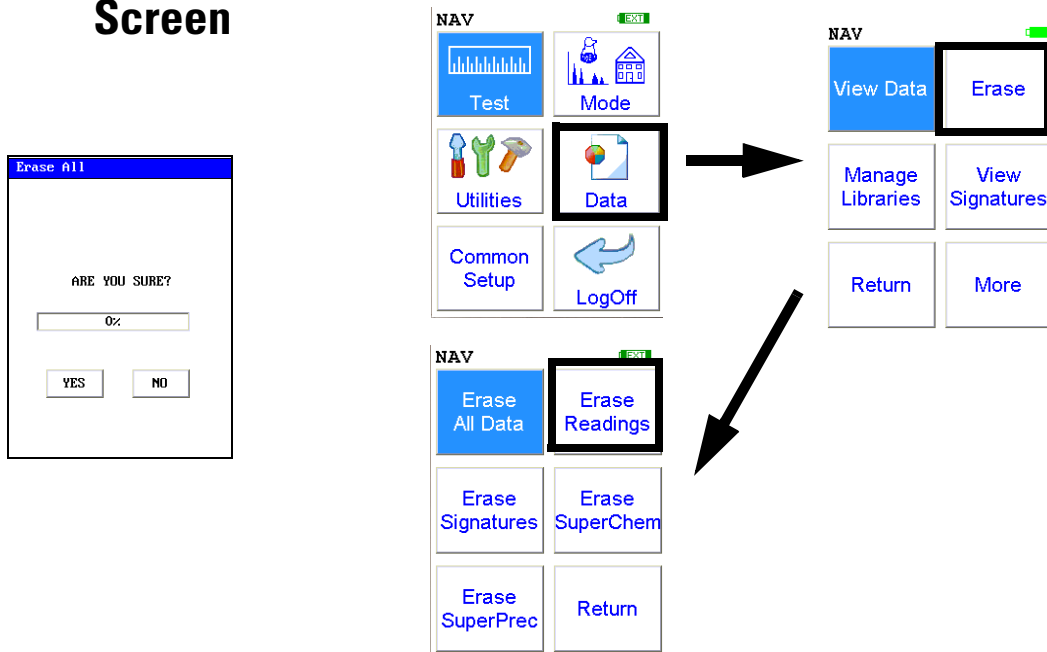 Screen
Erase All
ARE YOU SURE?
0%
YES NO
NAV EXT
Test Mode
Utilities Data
Common
Setup
LogOff
NAV
View Data Erase
Manage
Libraries
View
Signatures
Return More
NAV EXT
Erase
All Data
Erase
Readings
Erase
Signatures
Erase
SuperChem
Erase
SuperPrec
Return